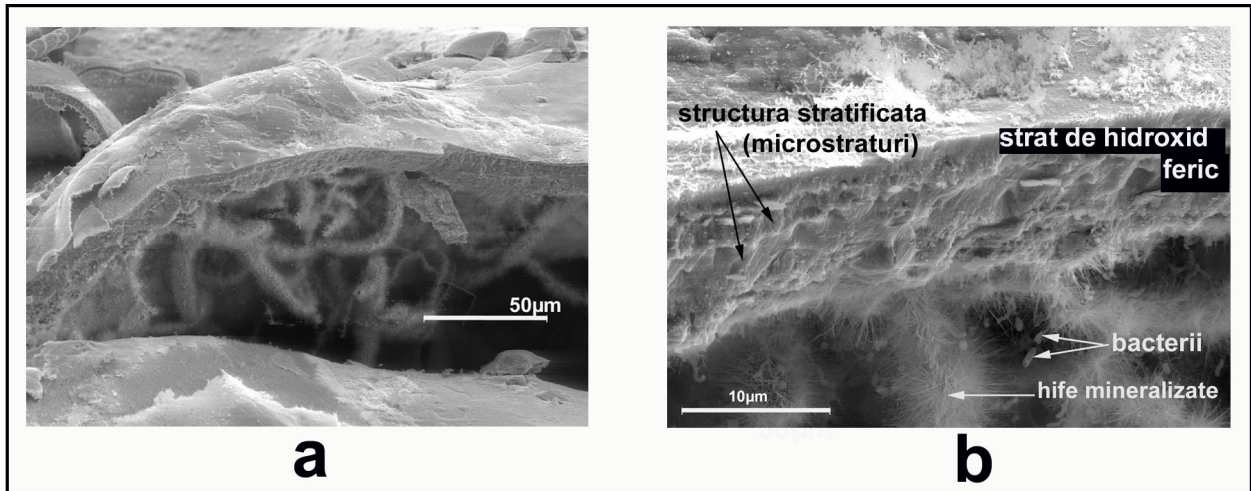 50µm
a
structura stratificata
(microstraturi)
strat de hidroxid
feric
bacterii
hife mineralizate
10µm
b